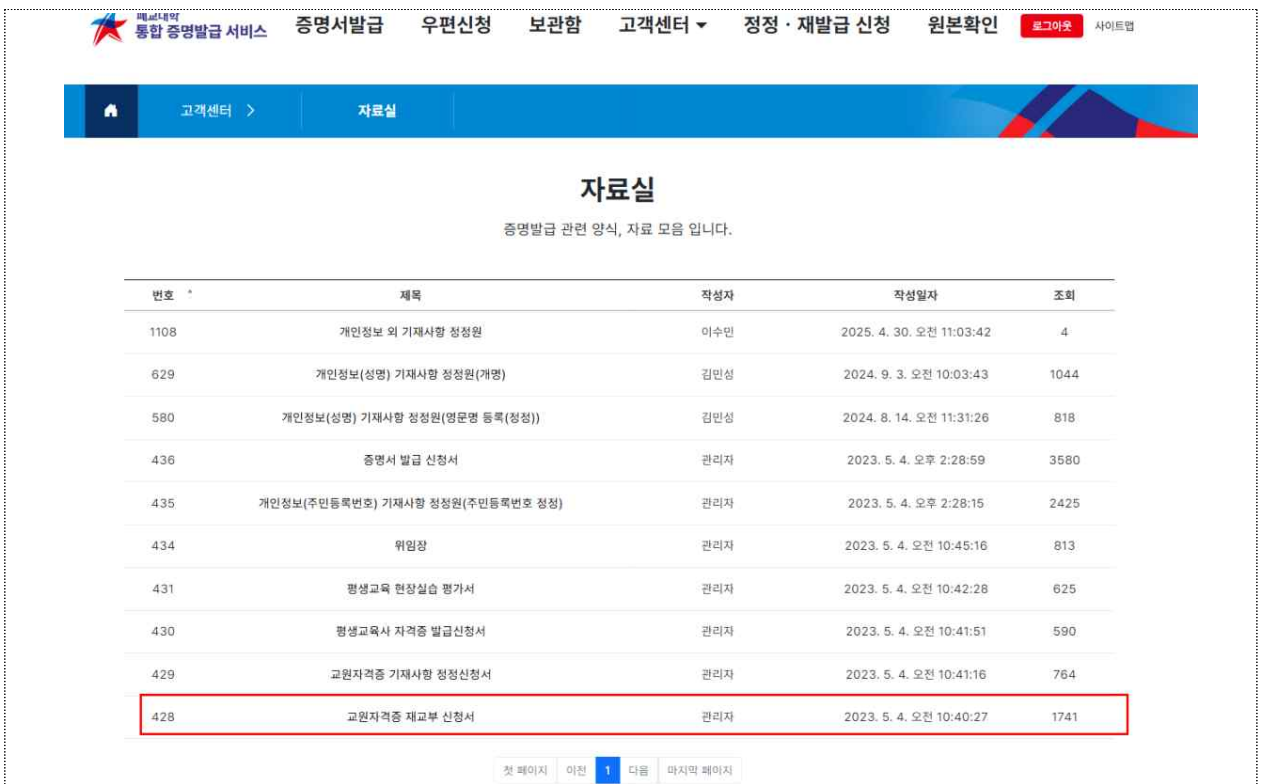 폐교대학
통합 증명발급 서비스 증명서발급 우편신청 보관함 고객센터 정정 · 재발급 신청 원본확인 로그아웃 사이트맵
고객센터 > 자료실
자료실
증명발급 관련 양식, 자료 모음 입니다.
번호 제목 작성자 작성일자 조회
1108 개인정보 외 기재사항 정정원 이수민 2025. 4. 30. 오전 11:03:42 4
629 개인정보(성명) 기재사항 정정원(개명) 김민성 2024. 9. 3. 오전 10:03:43 1044
580 개인정보(성명) 기재사항 정정원(영문명 등록(정정)) 김민성 2024. 8. 14. 오전 11:31:26 818
436 증명서 발급 신청서 관리자 2023. 5. 4. 오후 2:28:59 3580
435 개인정보(주민등록번호) 기재사항 정정원(주민등록번호 정정) 관리자 2023. 5. 4. 오후 2:28:15 2425
434 위임장 관리자 2023. 5. 4. 오전 10:45:16 813
431 평생교육 현장실습 평가서 관리자 2023. 5. 4. 오전 10:42:28 625
430 평생교육사 자격증 발급신청서 관리자 2023. 5. 4. 오전 10:41:51 590
429 교원자격증 기재사항 정정신청서 관리자 2023. 5. 4. 오전 10:41:16 764
428 교원자격증 재교부 신청서 관리자 2023. 5. 4. 오전 10:40:27 1741
첫 페이지 이전 1 다음 마지막 페이지